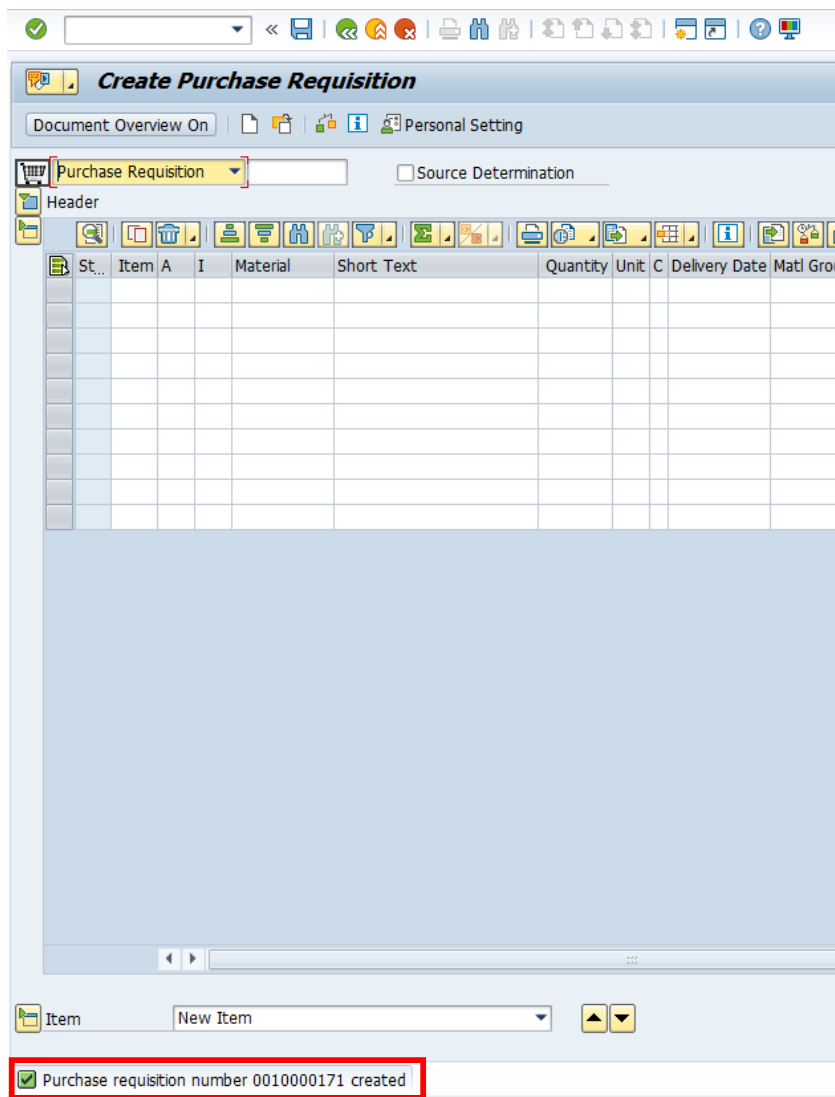 Create Purchase Requisition
Document Overview On Personal Setting
Purchase Requisition Source Determination
Header
St... Item A I Material Short Text Quantity Unit C Delivery Date Matl Gro
Item New Item
Purchase requisition number 0010000171 created